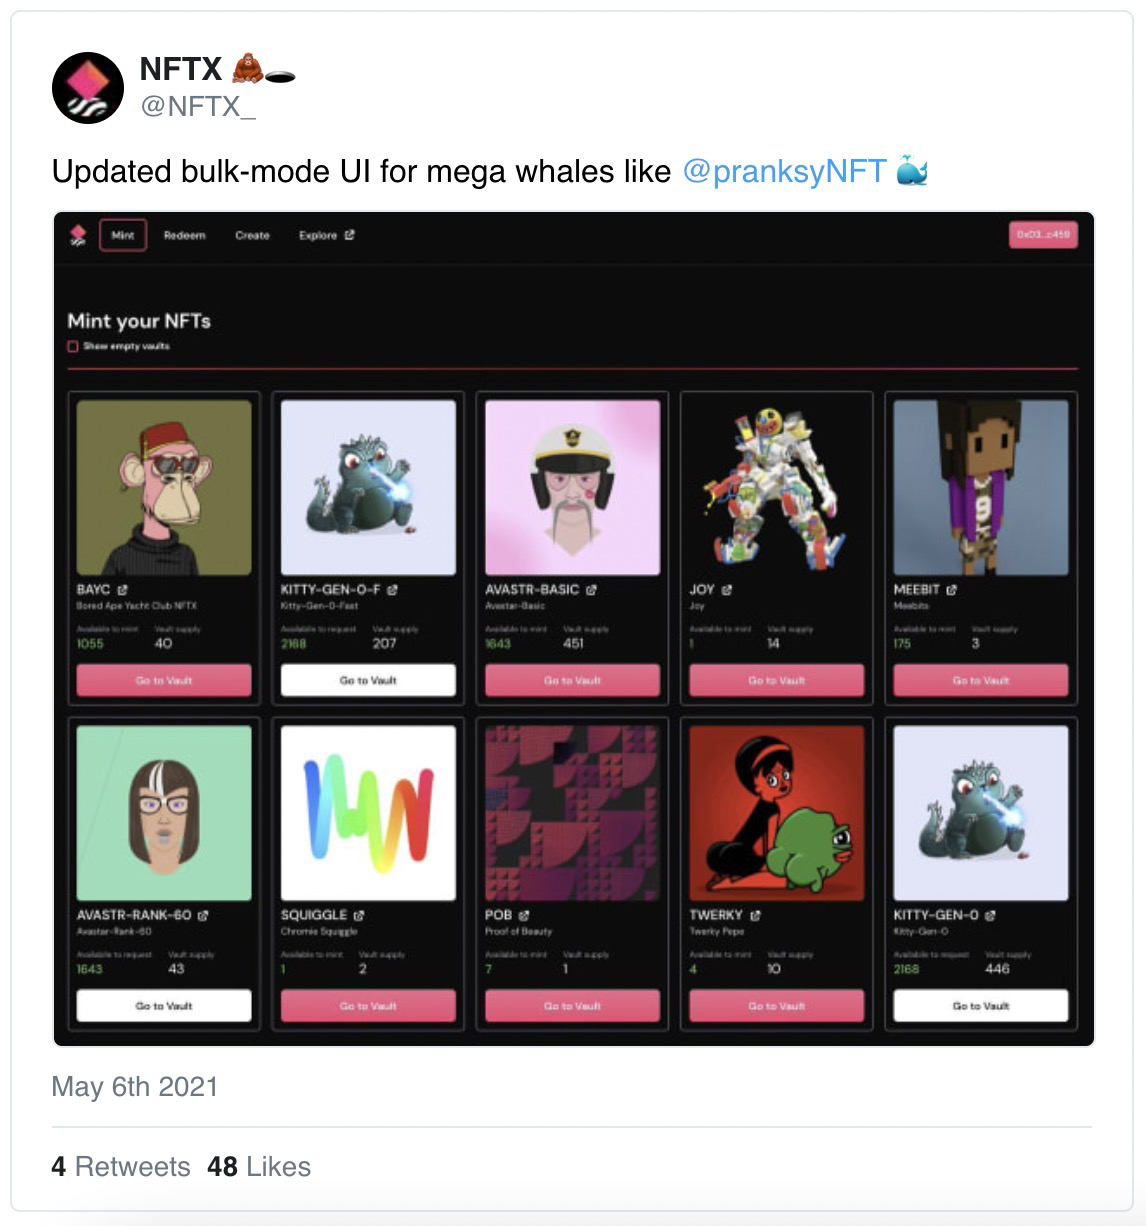 NFTX
@NFTX_
Updated bulk-mode UI for mega whales like @pranksyNFT
Mint Redeem Create Explore 0xD3...c459
Mint your NFTs
Show empty vaults
BAYC KITTY-GEN-0-F AVASTR-BASIC JOY MEEBIT
Bored Ape Yacht Club NFTX Kitty-Gen-0-Fast Avastar-Basic Joy Meebits
Available to mint Vault supply Available to request Vault supply Available to mint Vault supply Available to mint Vault supply Available to mint Vault supply
1055 40 2168 207 1643 451 1 14 175 3
Go to Vault Go to Vault Go to Vault Go to Vault Go to Vault
9
AVASTR-RANK-60 SQUIGGLE POB TWERKY KITTY-GEN-0
Avastar-Rank-60 Chromie Squiggle Proof of Beauty Twerky Pepe Kitty-Gen-0
Available to request Vault supply Available to mint Vault supply Available to mint Vault supply Available to mint Vault supply Available to request Vault supply
1643 43 1 2 7 1 4 10 2168 446
Go to Vault Go to Vault Go to Vault Go to Vault Go to Vault
May 6th 2021
4 Retweets 48 Likes